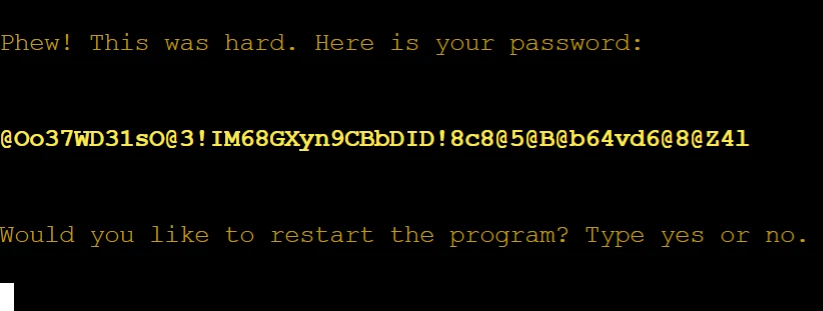 Phew! This was hard. Here is your password:
@Oo37WD31sO@3!IM68GXyn9CBbDID!8c8@5@B@b64vd6@8@Z4l
Would you like to restart the program? Type yes or no.